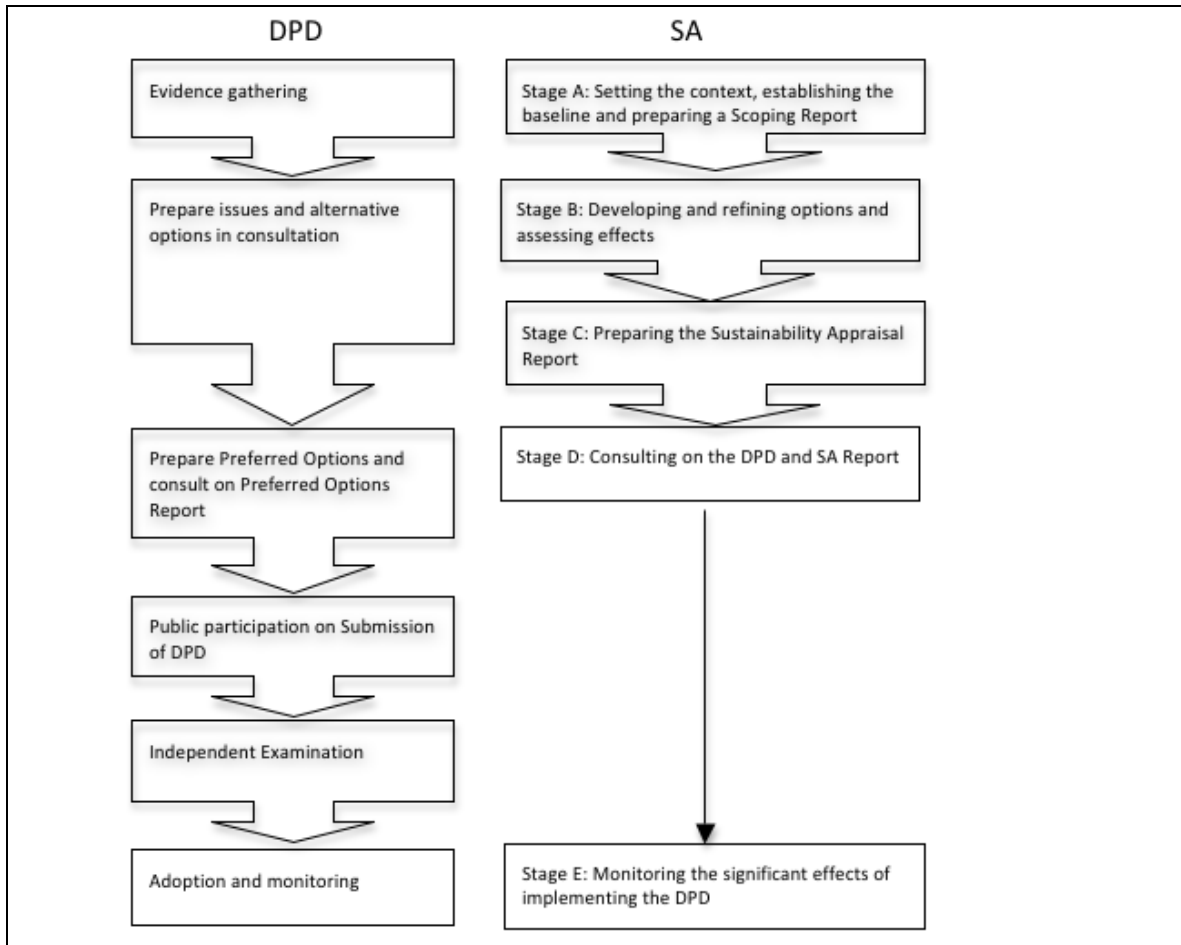 DPD
Evidence gathering
Prepare issues and alternative
options in consultation
Prepare Preferred Options and
consult on Preferred Options
Report
Public participation on Submission
of DPD
Independent Examination
Adoption and monitoring
SA
Stage A: Setting the context, establishing the
baseline and preparing a Scoping Report
Stage B: Developing and refining options and
assessing effects
Stage C: Preparing the Sustainability Appraisal
Report
Stage D: Consulting on the DPD and SA Report
Stage E: Monitoring the significant effects of
implementing the DPD